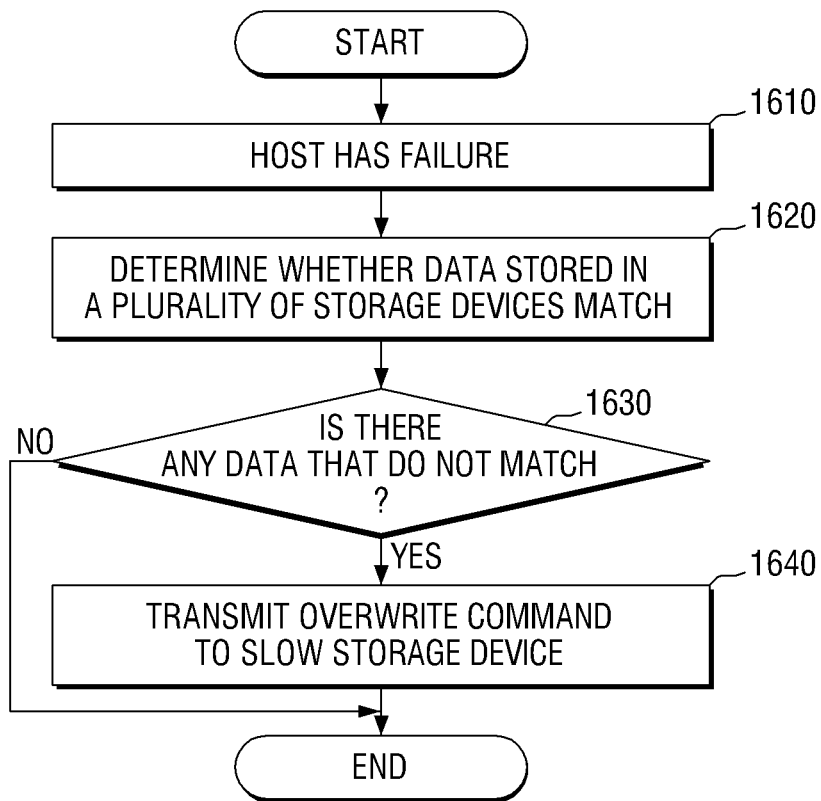 START
1610
HOST HAS FAILURE
1620
DETERMINE WHETHER DATA STORED IN
A PLURALITY OF STORAGE DEVICES MATCH
1630
IS THERE
NO
ANY DATA THAT DO NOT MATCH
?
YES
1640
TRANSMIT OVERWRITE COMMAND
TO SLOW STORAGE DEVICE
END